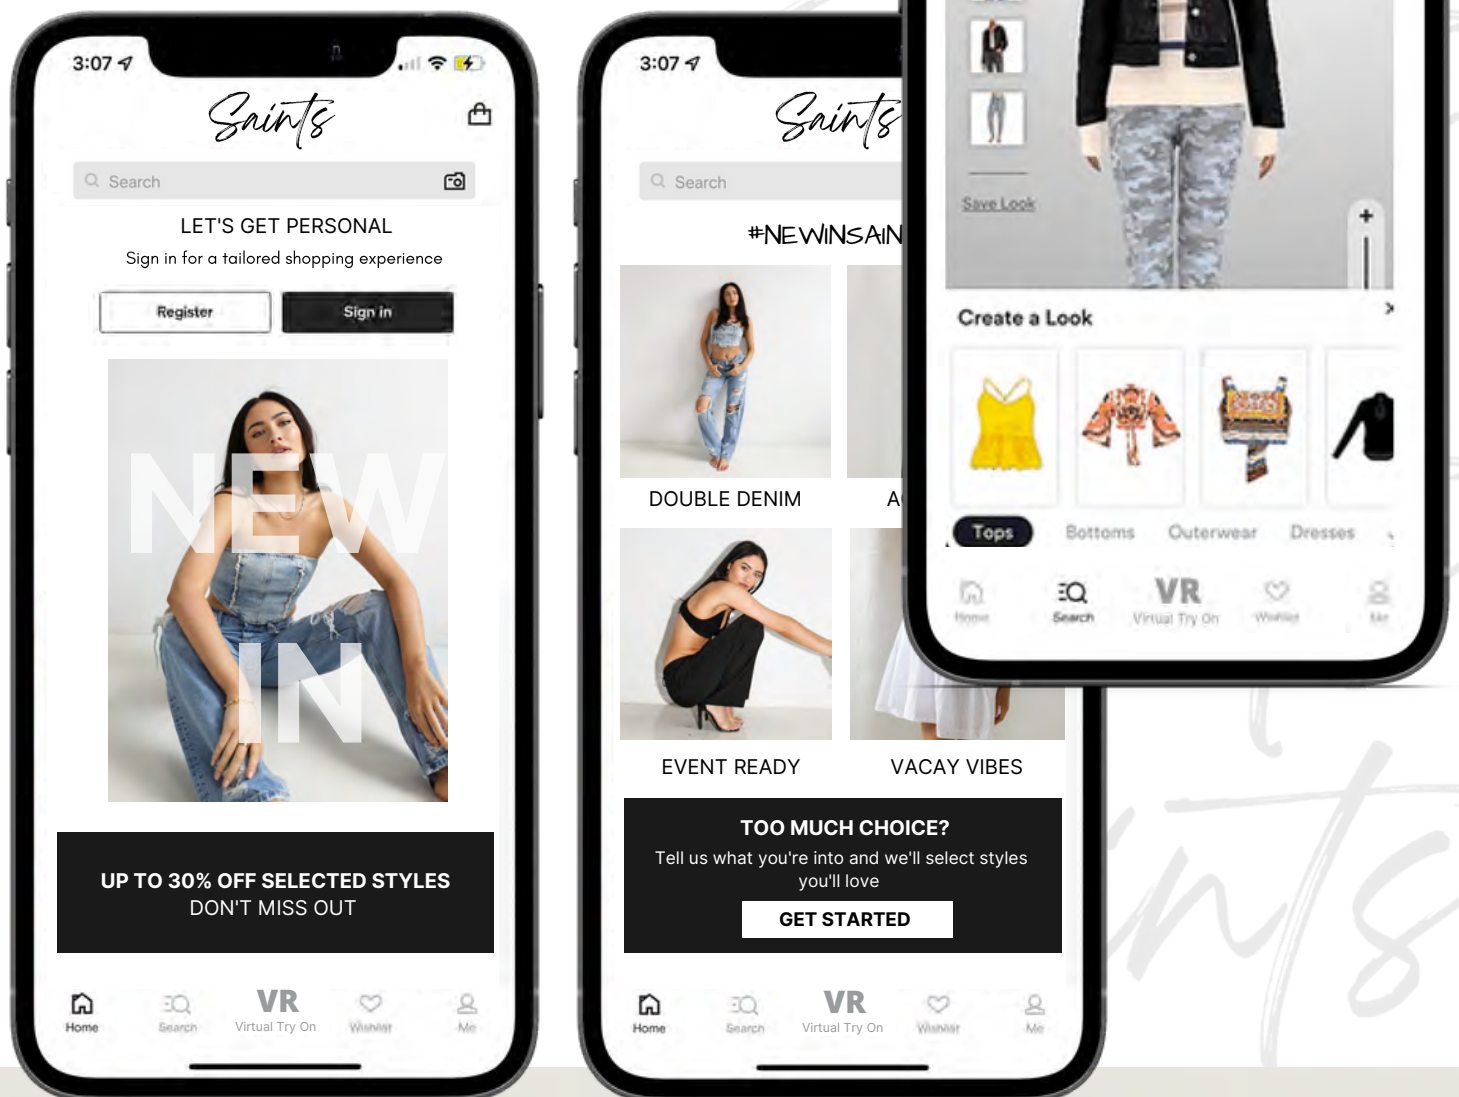 3:07
Saints
Search
LET'S GET PERSONAL
Sign in for a tailored shopping experience
Register
Sign in
NEW
IN
UP TO 30% OFF SELECTED STYLES
DON'T MISS OUT
Home
Search
VR
Virtual Try On
Wishlist
Me
3:07
Saints
Search
#NEWINSAIN
DOUBLE DENIM
EVENT READY
VACAY VIBES
TOO MUCH CHOICE?
Tell us what you're into and we'll select styles
you'll love
GET STARTED
Home
Search
VR
Virtual Try On
Wishlist
Me
Save Look
Create a Look
Tops
Bottoms
Outerwear
Dresses
Home
Search
VR
Virtual Try On
Wishlist
Me